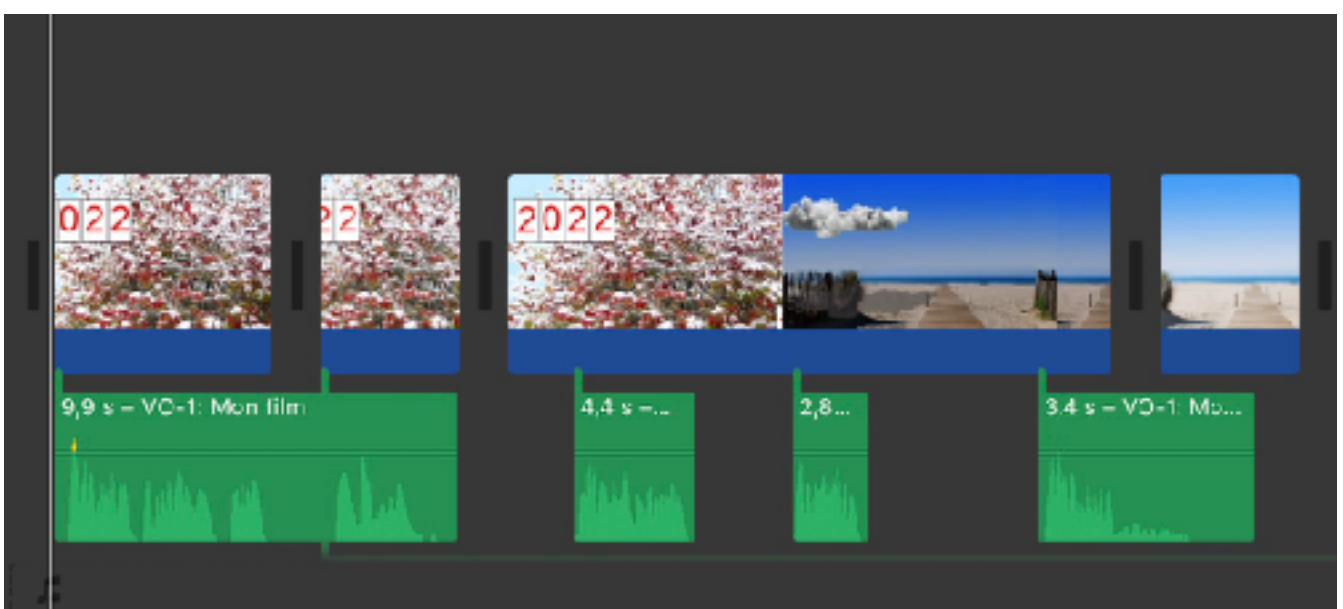 022
22
2022
9,9 s – VO-1: Mon film
4,4 s –...
2,8...
3,4 s – VO-1: Mo...